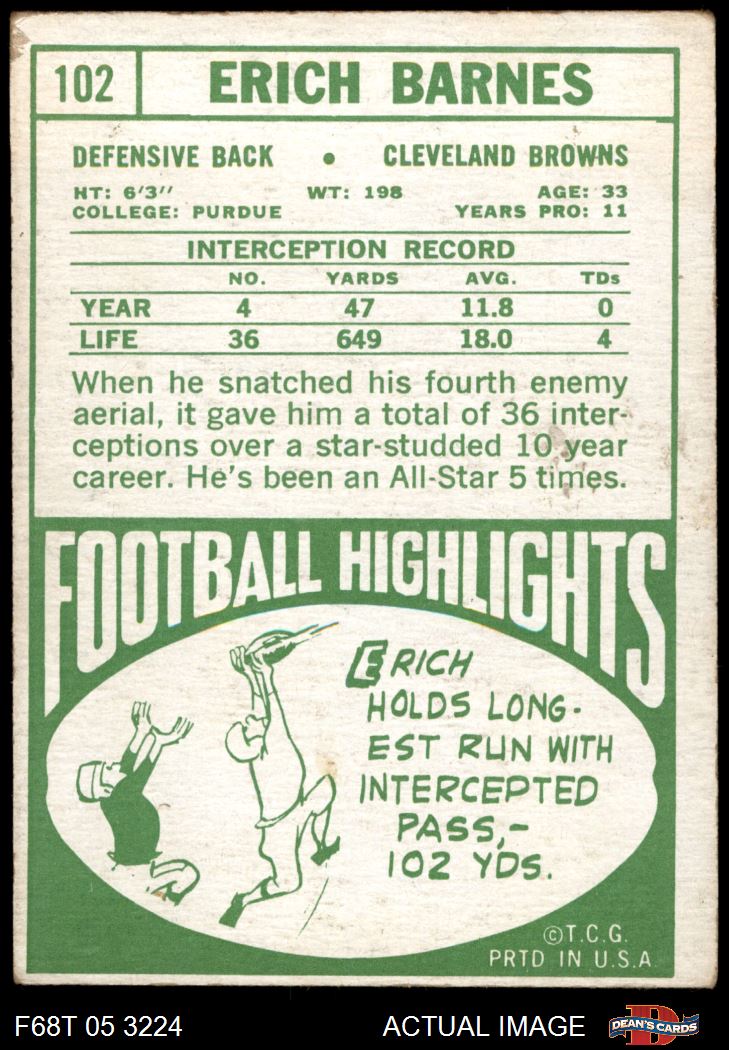 102 ERICH BARNES
DEFENSIVE BACK • CLEVELAND BROWNS
HT: 6'3" WT: 198 AGE: 33
COLLEGE: PURDUE YEARS PRO: 11
INTERCEPTION RECORD
NO. YARDS AVG. TDs
YEAR 4 47 11.8 0
LIFE 36 649 18.0 4
When he snatched his fourth enemy
aerial, it gave him a total of 36 inter-
ceptions over a star-studded 10 year
career. He's been an All-Star 5 times.
FOOTBALL HIGHLIGHTS
ERICH
HOLDS LONG-
EST RUN WITH
INTERCEPTED
PASS,-
102 YDS.
©T.C.G.
PRTD IN U.S.A
F68T 05 3224 ACTUAL IMAGE DEAN'S CARDS